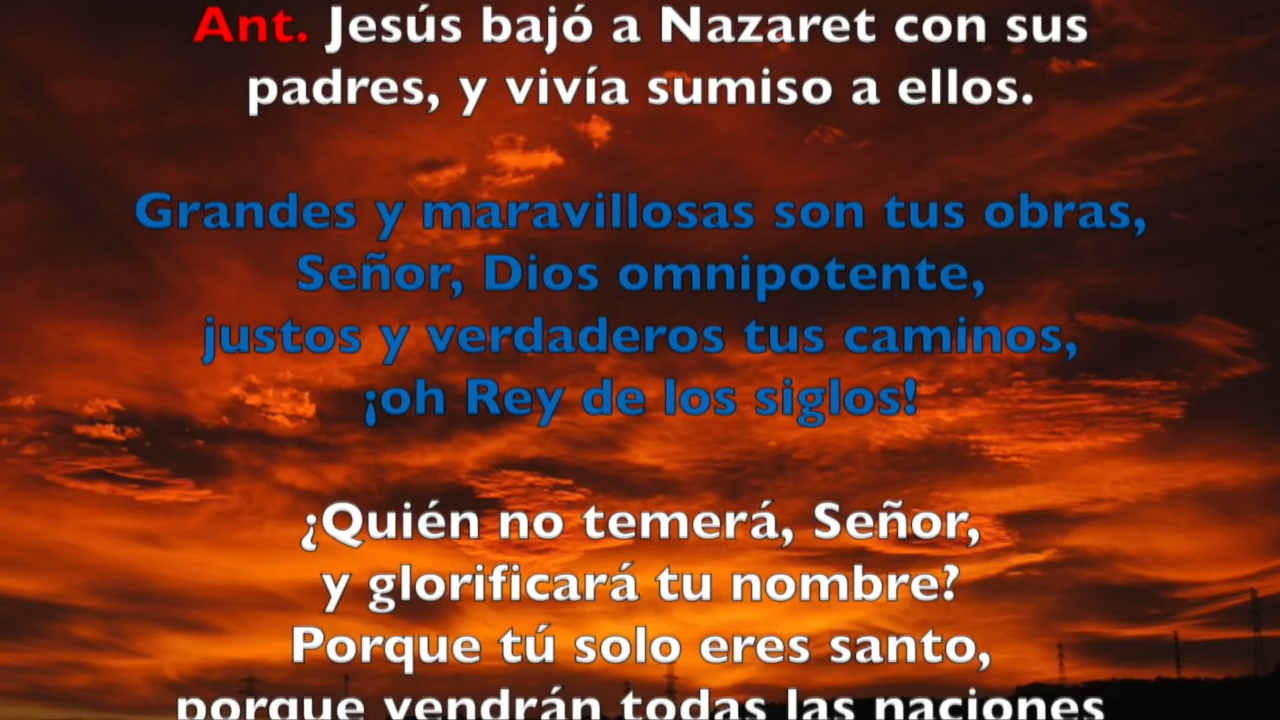 Ant. Jesús bajó a Nazaret con sus
padres, y vivía sumiso a ellos.
Grandes y maravillosas son tus obras,
Señor, Dios omnipotente,
justos y verdaderos tus caminos,
¡oh Rey de los siglos!
¿Quién no temerá, Señor,
y glorificará tu nombre?
Porque tú solo eres santo,
porque vendrán todas las naciones